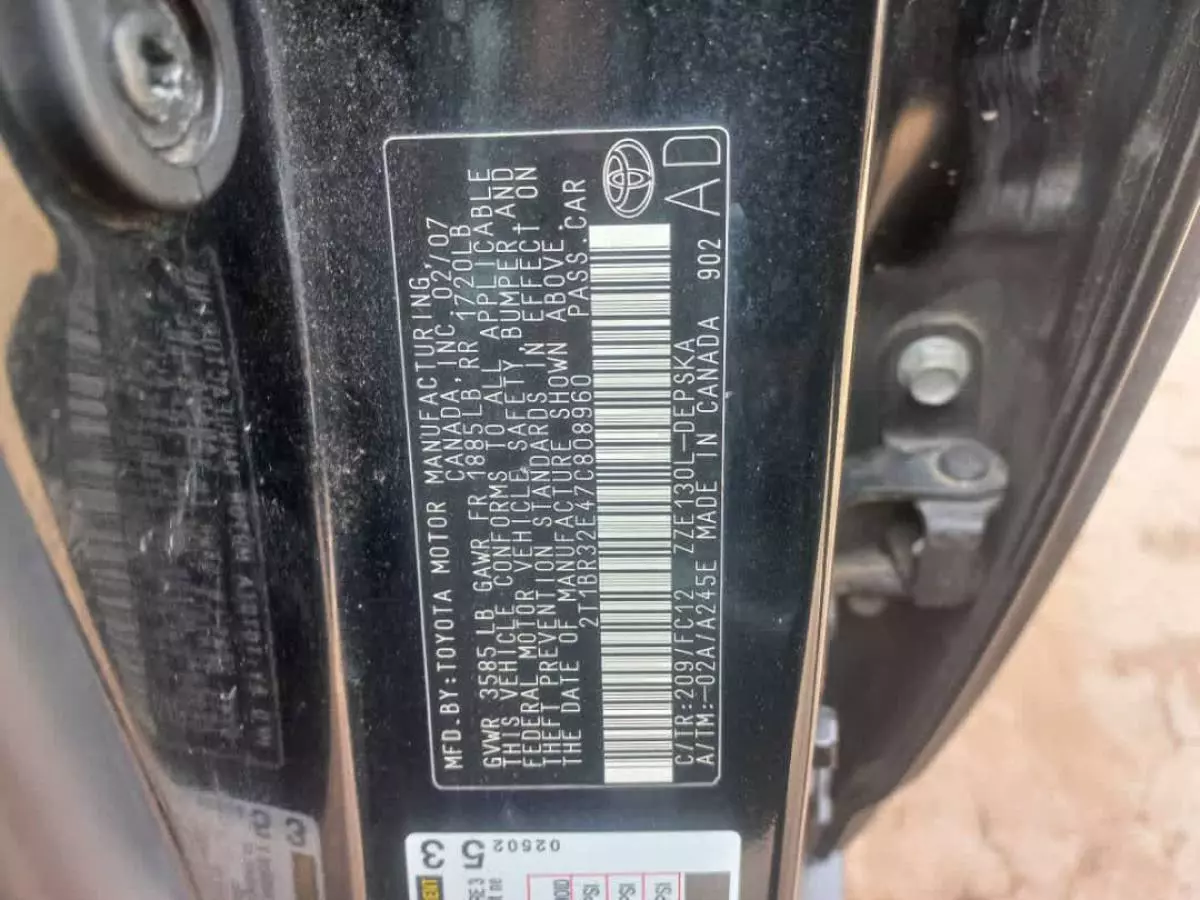 MFD.BY:TOYOTA MOTOR MANUFACTURING,
CANADA,INC. 02/07
GVWR 3585LB GAWR FR 1885LB RR 1720LB
THIS VEHICLE CONFORMS TO ALL APPLICABLE
FEDERAL MOTOR VEHICLE SAFETY, BUMPER AND
THEFT PREVENTION STANDARDS IN EFFECT ON
THE DATE OF MANUFACTURE SHOWN ABOVE
2T1BR32E47C808960 PASS.CAR
C/TR:209/FC12 ZZE130L-DEPSKA
A/TM:-02A/A245E MADE IN CANADA 902
AD
3
5
02502